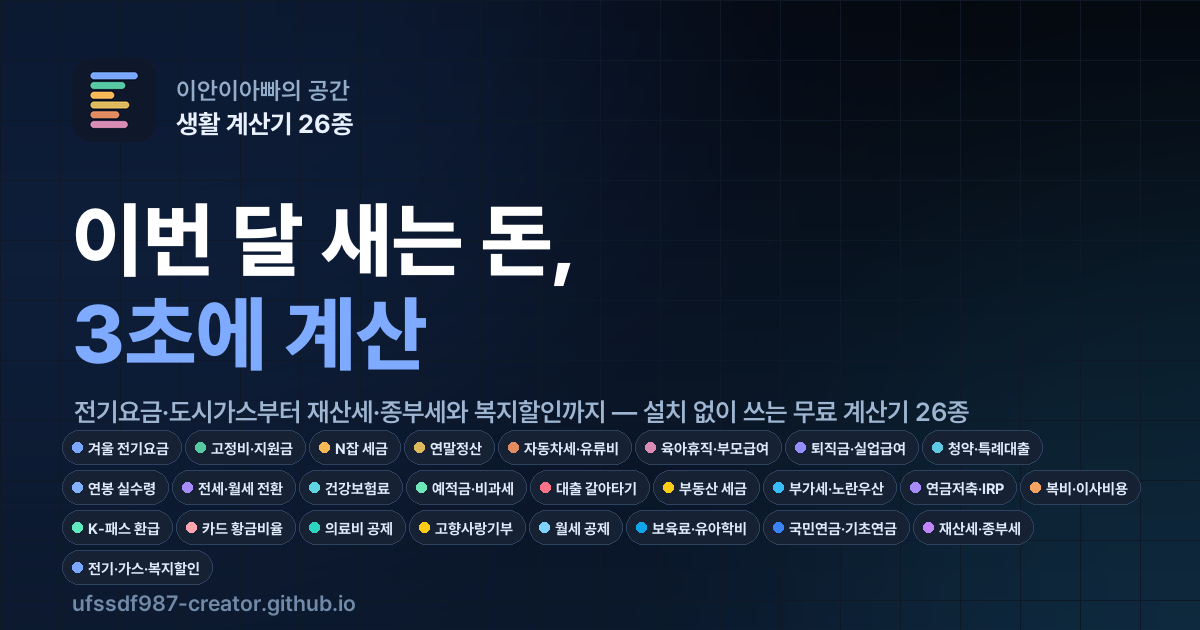 이안이아빠의 공간
생활 계산기 26종
이번 달 새는 돈,
3초에 계산
전기요금·도시가스부터 재산세·종부세와 복지할인까지 — 설치 없이 쓰는 무료 계산기 26종
겨울 전기요금 고정비·지원금 N잡 세금 연말정산 자동차세·유류비 육아휴직·부모급여 퇴직금·실업급여 청약·특례대출
연봉 실수령 전세·월세 전환 건강보험료 예적금·비과세 대출 갈아타기 부동산 세금 부가세·노란우산 연금저축·IRP 복비·이사비용
K-패스 환급 카드 황금비율 의료비 공제 고향사랑기부 월세 공제 보육료·유아학비 국민연금·기초연금 재산세·종부세
전기·가스·복지할인
ufssdf987-creator.github.io